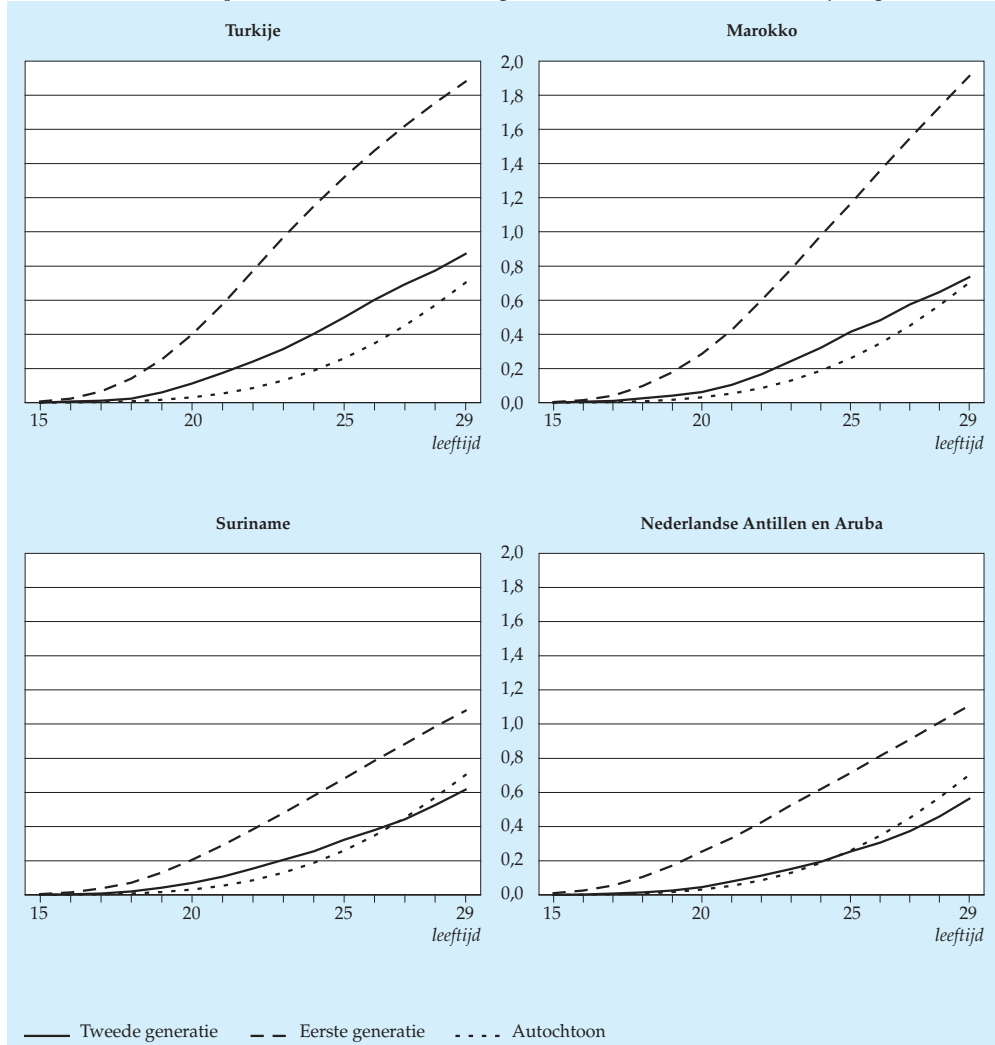 Turkije
Marokko
2,0
1,8
1,6
1,4
1,2
1,0
0,8
0,6
0,4
0,2
0,0
15 20 25 29
leeftijd
15 20 25 29
leeftijd
Suriname
Nederlandse Antillen en Aruba
2,0
1,8
1,6
1,4
1,2
1,0
0,8
0,6
0,4
0,2
0,0
15 20 25 29
leeftijd
15 20 25 29
leeftijd
Tweede generatie Eerste generatie Autochtoon